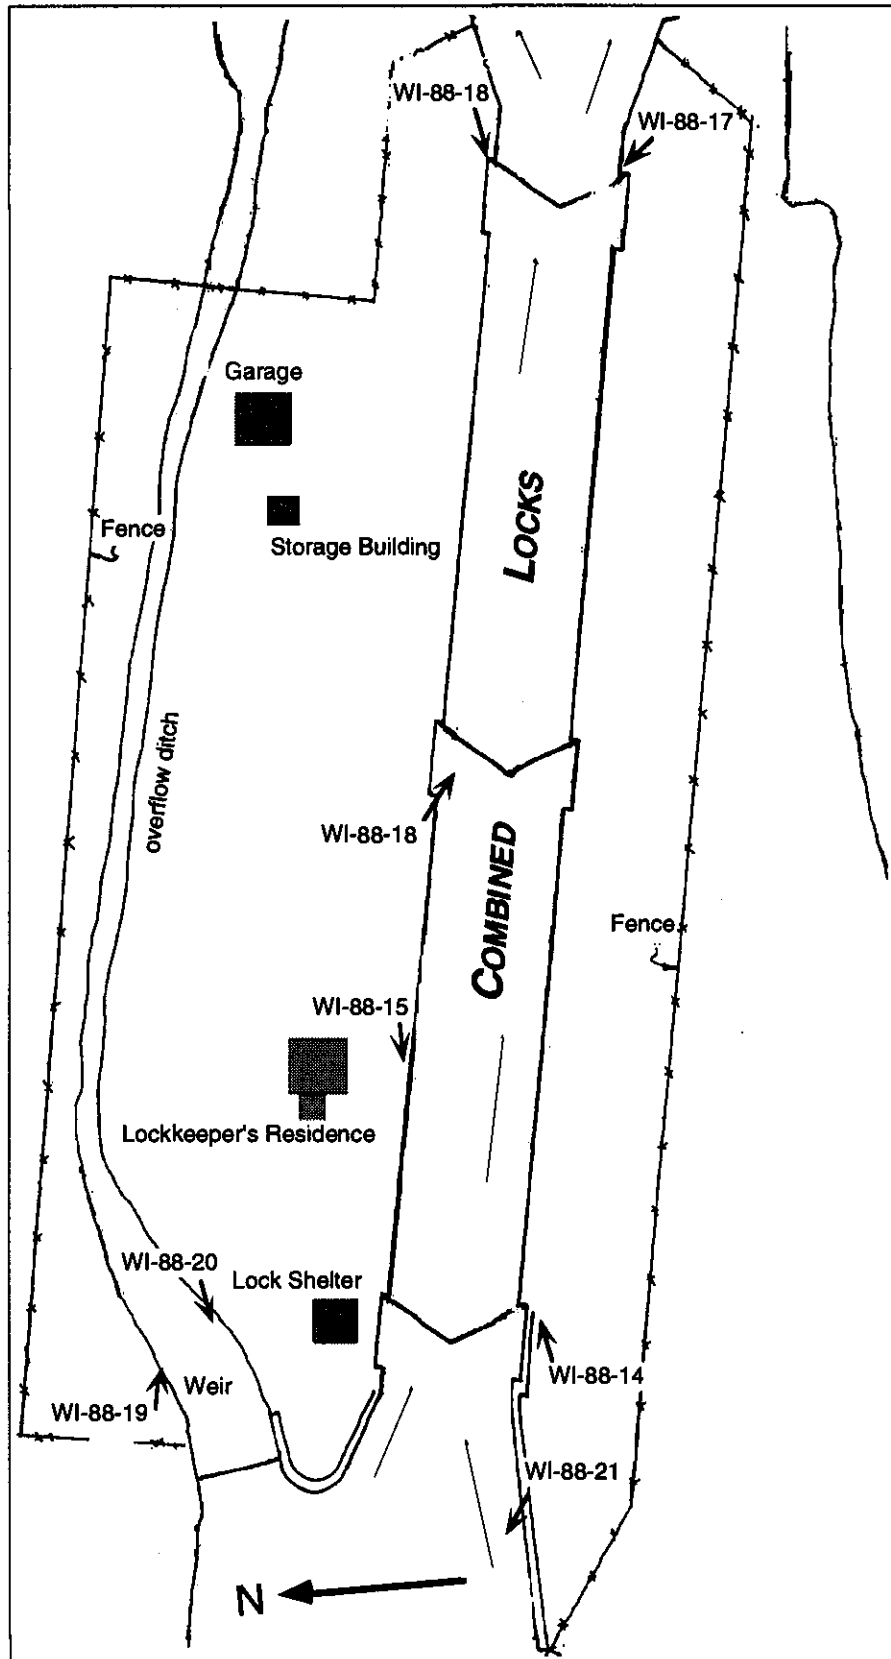 WI-88-18
WI-88-17
Garage
Fence
Storage Building
LOCKS
overflow ditch
WI-88-18
COMBINED
Fence
WI-88-15
Lockkeeper's Residence
WI-88-20
Lock Shelter
WI-88-14
Weir
WI-88-19
WI-88-21
N